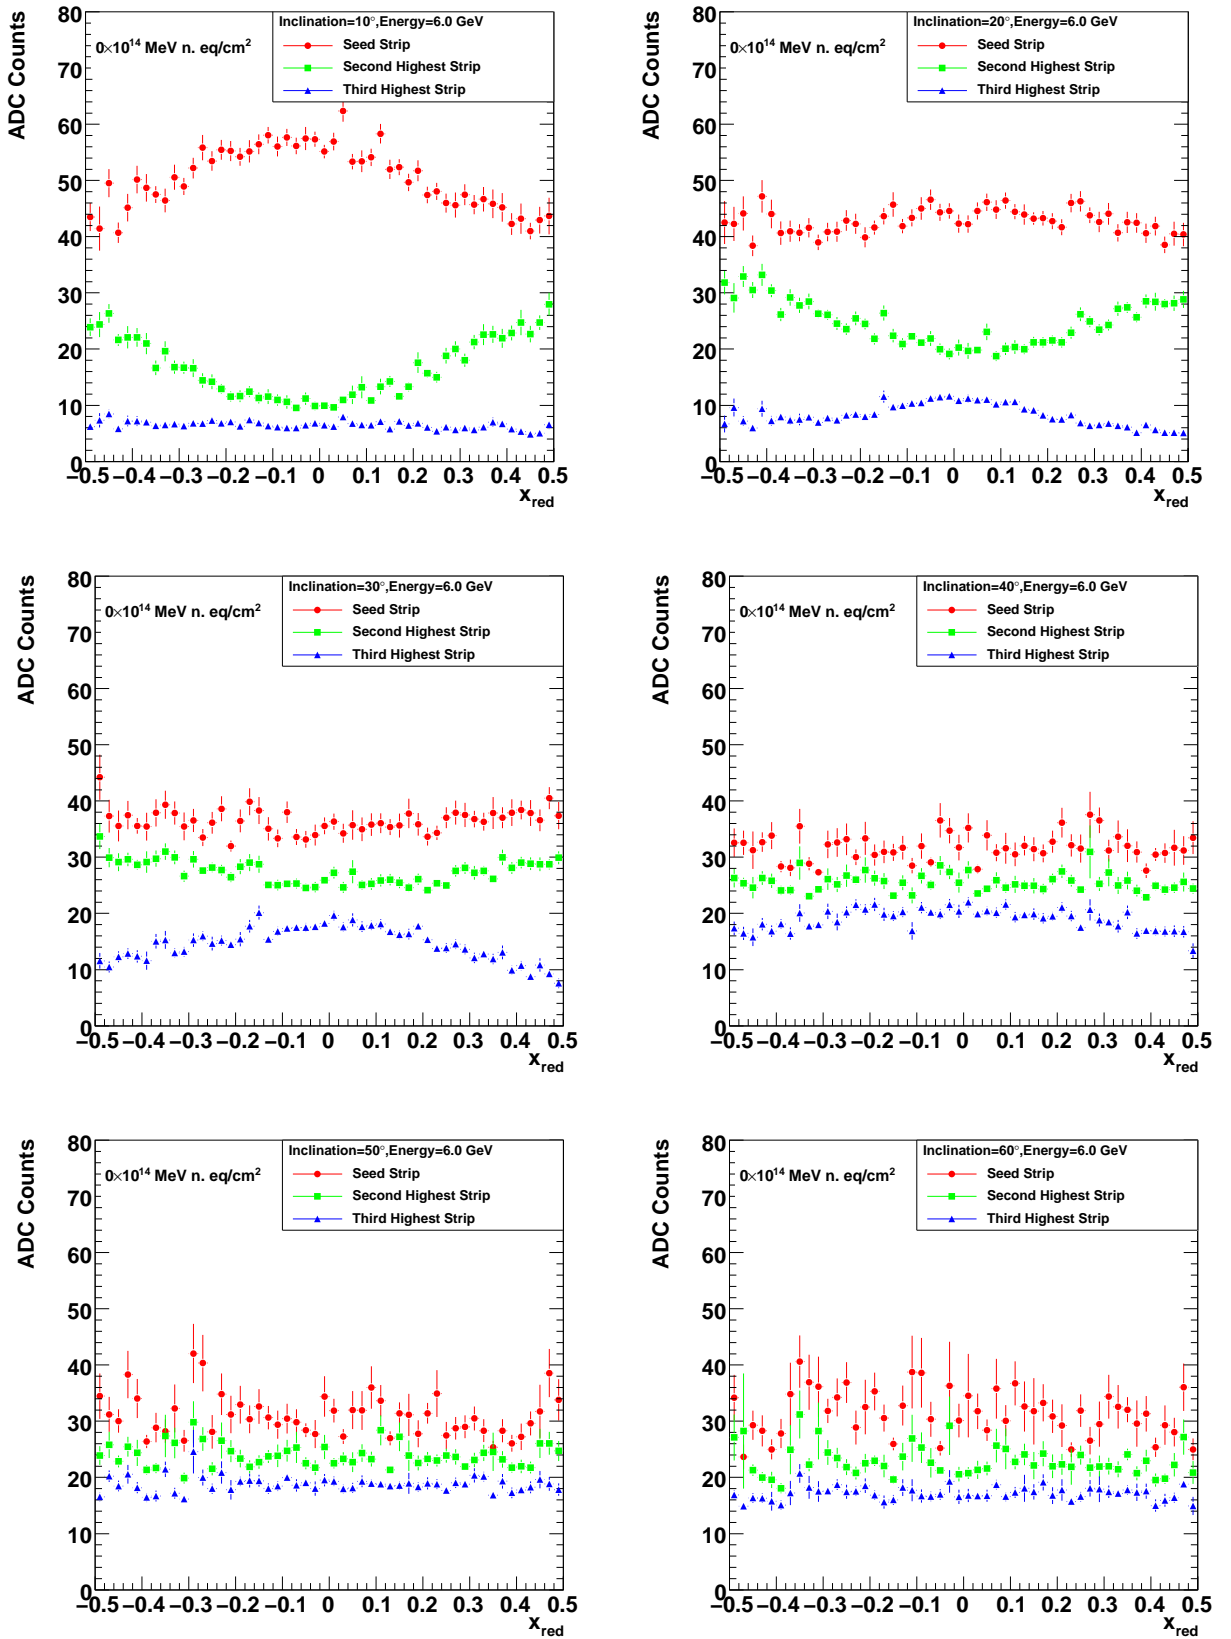 ADC Counts
80
70
60
50
40
30
20
10
0
0×10¹⁴ MeV n. eq/cm²
Inclination=10°,Energy=6.0 GeV
Seed Strip
Second Highest Strip
Third Highest Strip
−0.5 −0.4 −0.3 −0.2 −0.1 0 0.1 0.2 0.3 0.4 0.5
x_red
ADC Counts
80
70
60
50
40
30
20
10
0
0×10¹⁴ MeV n. eq/cm²
Inclination=20°,Energy=6.0 GeV
Seed Strip
Second Highest Strip
Third Highest Strip
−0.5 −0.4 −0.3 −0.2 −0.1 0 0.1 0.2 0.3 0.4 0.5
x_red
ADC Counts
80
70
60
50
40
30
20
10
0
0×10¹⁴ MeV n. eq/cm²
Inclination=30°,Energy=6.0 GeV
Seed Strip
Second Highest Strip
Third Highest Strip
−0.5 −0.4 −0.3 −0.2 −0.1 0 0.1 0.2 0.3 0.4 0.5
x_red
ADC Counts
80
70
60
50
40
30
20
10
0
0×10¹⁴ MeV n. eq/cm²
Inclination=40°,Energy=6.0 GeV
Seed Strip
Second Highest Strip
Third Highest Strip
−0.5 −0.4 −0.3 −0.2 −0.1 0 0.1 0.2 0.3 0.4 0.5
x_red
ADC Counts
80
70
60
50
40
30
20
10
0
0×10¹⁴ MeV n. eq/cm²
Inclination=50°,Energy=6.0 GeV
Seed Strip
Second Highest Strip
Third Highest Strip
−0.5 −0.4 −0.3 −0.2 −0.1 0 0.1 0.2 0.3 0.4 0.5
x_red
ADC Counts
80
70
60
50
40
30
20
10
0
0×10¹⁴ MeV n. eq/cm²
Inclination=60°,Energy=6.0 GeV
Seed Strip
Second Highest Strip
Third Highest Strip
−0.5 −0.4 −0.3 −0.2 −0.1 0 0.1 0.2 0.3 0.4 0.5
x_red